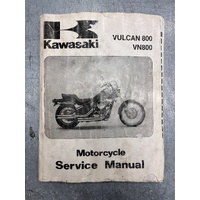 Kawasaki
VULCAN 800
VN800
Motorcycle
Service Manual